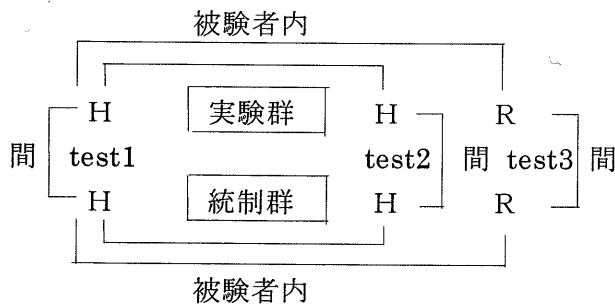 被験者内
H 実験群 H R
間 test1 test2 間 test3 間
H 統制群 H R
被験者内